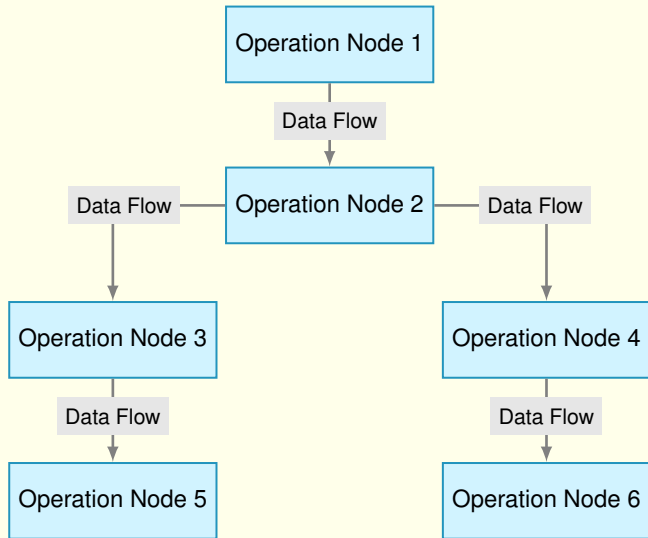 Operation Node 1
Data Flow
Operation Node 2
Data Flow
Data Flow
Operation Node 3
Operation Node 4
Data Flow
Data Flow
Operation Node 5
Operation Node 6